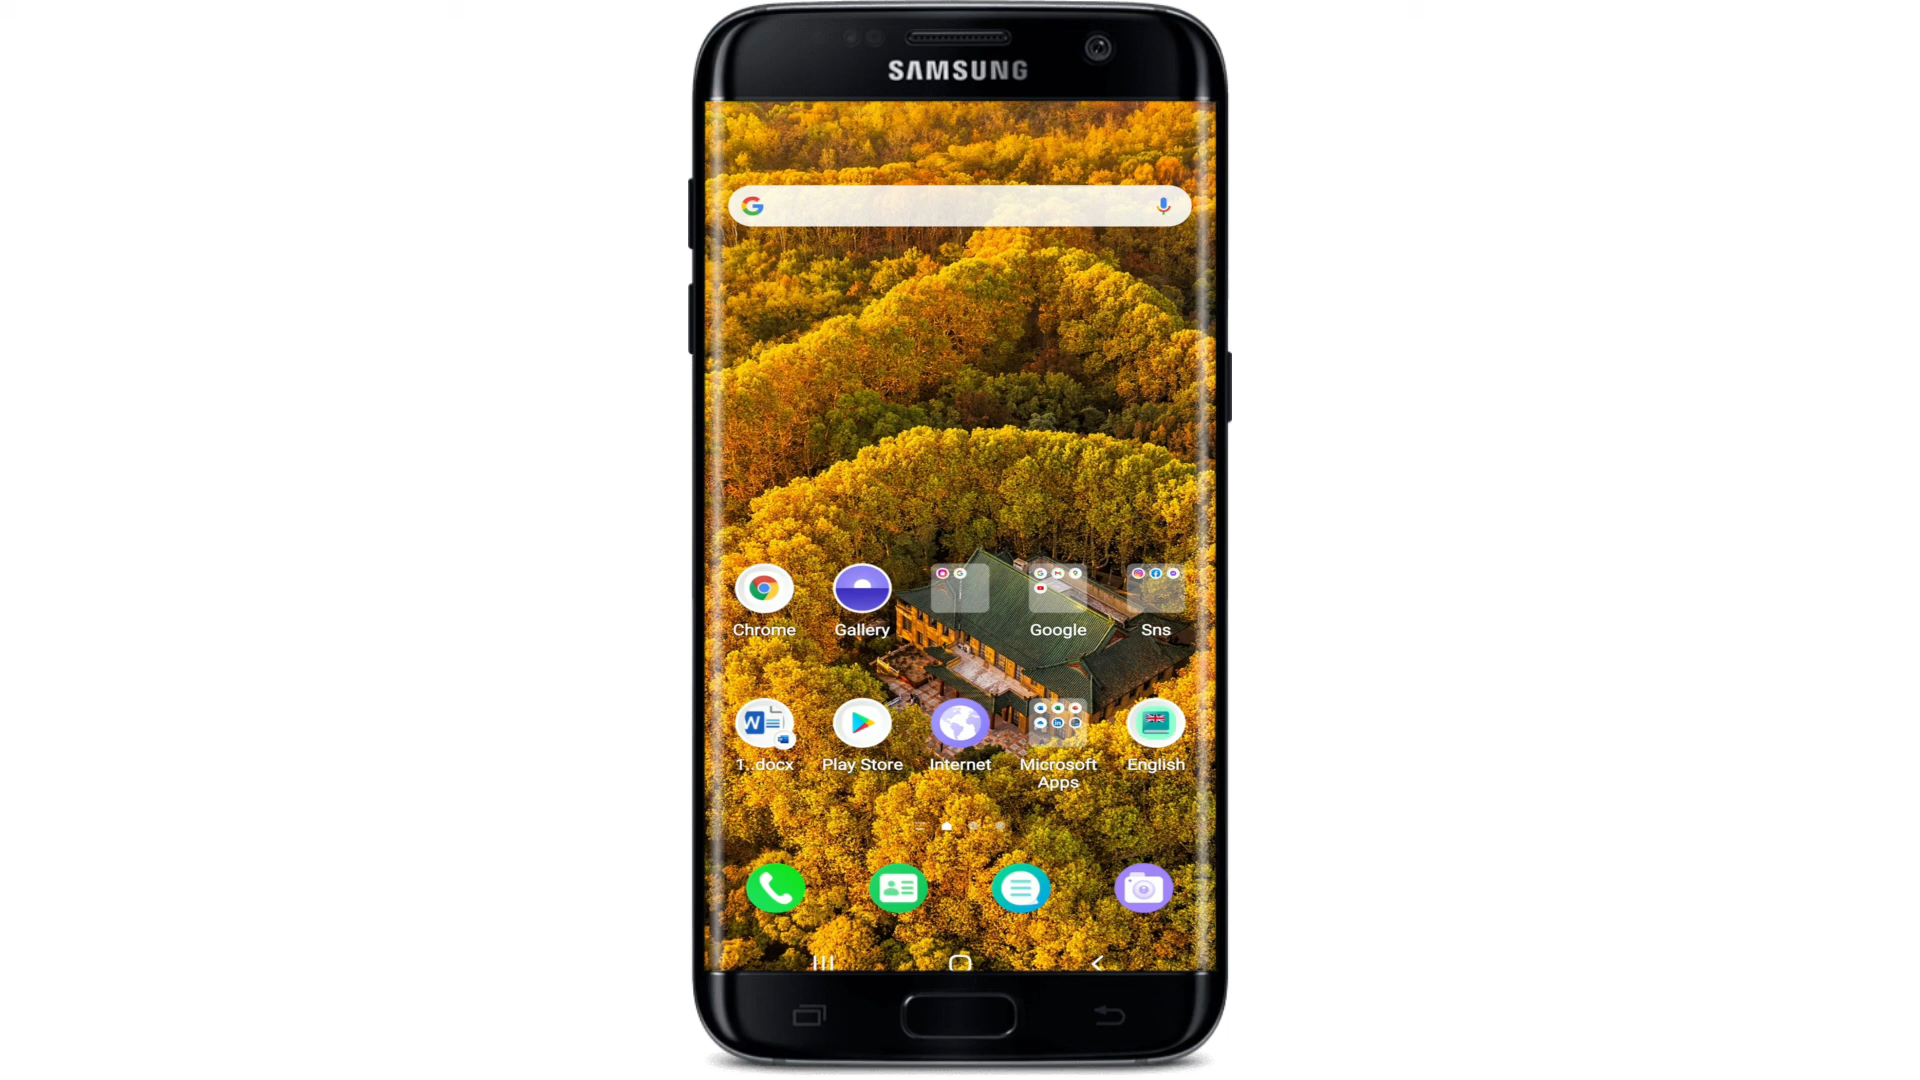 SAMSUNG
Chrome
Gallery
Google
Sns
1..docx
Play Store
Internet
Microsoft
Apps
English